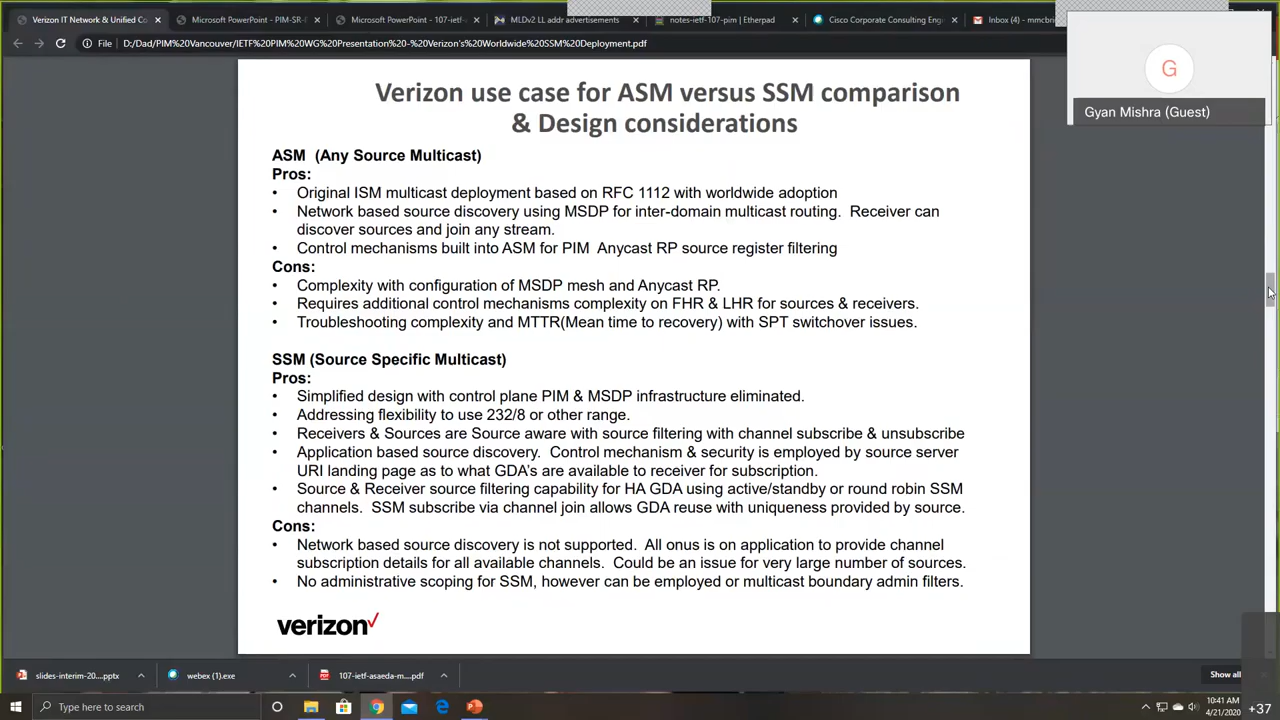 Verizon IT Network & Unified Co
Microsoft PowerPoint - PIM-SR-I
Microsoft PowerPoint - 107-ietf-
MLDv2 LL addr advertisements
notes-ietf-107-pim | Etherpad
Cisco Corporate Consulting Eng
Inbox (4) - mmcbri
File
D:/Dad/PIM%20Vancouver/IETF%20PIM%20WG%20Presentation%20-%20Verizon's%20Worldwide%20SSM%20Deployment.pdf
G
Gyan Mishra (Guest)
Verizon use case for ASM versus SSM comparison
& Design considerations
ASM (Any Source Multicast)
Pros:
• Original ISM multicast deployment based on RFC 1112 with worldwide adoption
• Network based source discovery using MSDP for inter-domain multicast routing. Receiver can
discover sources and join any stream.
• Control mechanisms built into ASM for PIM Anycast RP source register filtering
Cons:
• Complexity with configuration of MSDP mesh and Anycast RP.
• Requires additional control mechanisms complexity on FHR & LHR for sources & receivers.
• Troubleshooting complexity and MTTR(Mean time to recovery) with SPT switchover issues.
SSM (Source Specific Multicast)
Pros:
• Simplified design with control plane PIM & MSDP infrastructure eliminated.
• Addressing flexibility to use 232/8 or other range.
• Receivers & Sources are Source aware with source filtering with channel subscribe & unsubscribe
• Application based source discovery. Control mechanism & security is employed by source server
URI landing page as to what GDA's are available to receiver for subscription.
• Source & Receiver source filtering capability for HA GDA using active/standby or round robin SSM
channels. SSM subscribe via channel join allows GDA reuse with uniqueness provided by source.
Cons:
• Network based source discovery is not supported. All onus is on application to provide channel
subscription details for all available channels. Could be an issue for very large number of sources.
• No administrative scoping for SSM, however can be employed or multicast boundary admin filters.
verizon✓
slides-interim-20....pptx
webex (1).exe
107-ietf-asaeda-m....pdf
Show all
Type here to search
10:41 AM
4/21/2020
+37